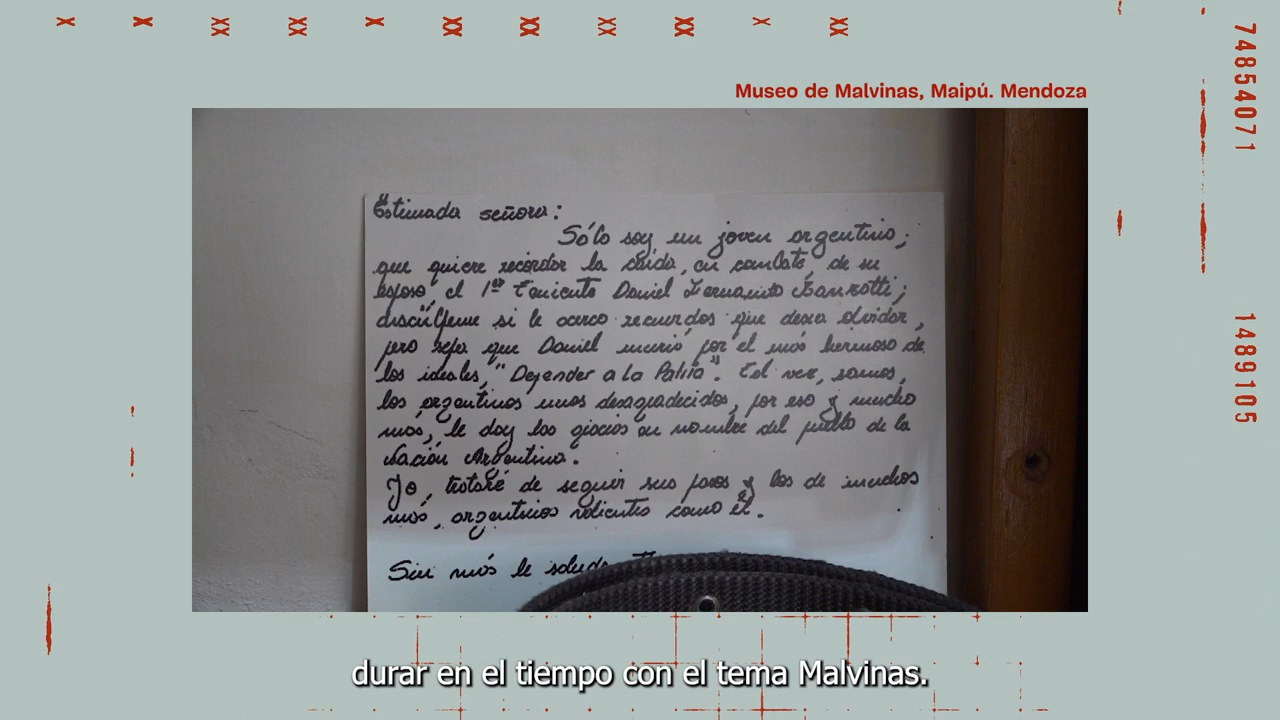 Museo de Malvinas, Maipú. Mendoza
74854071
1489105
Estimada señora:
Sólo soy un joven argentino;
que quiere recordar la caída, en combate, de su
esposo, el 1er Teniente Daniel Fernando
discúlpeme si le acerco recuerdos que desea olvidar,
pero sepa que Daniel murió por el más hermoso de
los ideales, "Defender a la Patria". Tal vez, somos,
los argentinos unos desagradecidos, por eso y mucho
más, le doy las gracias en nombre del pueblo de la
Nación Argentina.
Yo, trataré de seguir sus pasos y los de muchos
más, argentinos valientes como él.
Sin más le saluda
durar en el tiempo con el tema Malvinas.